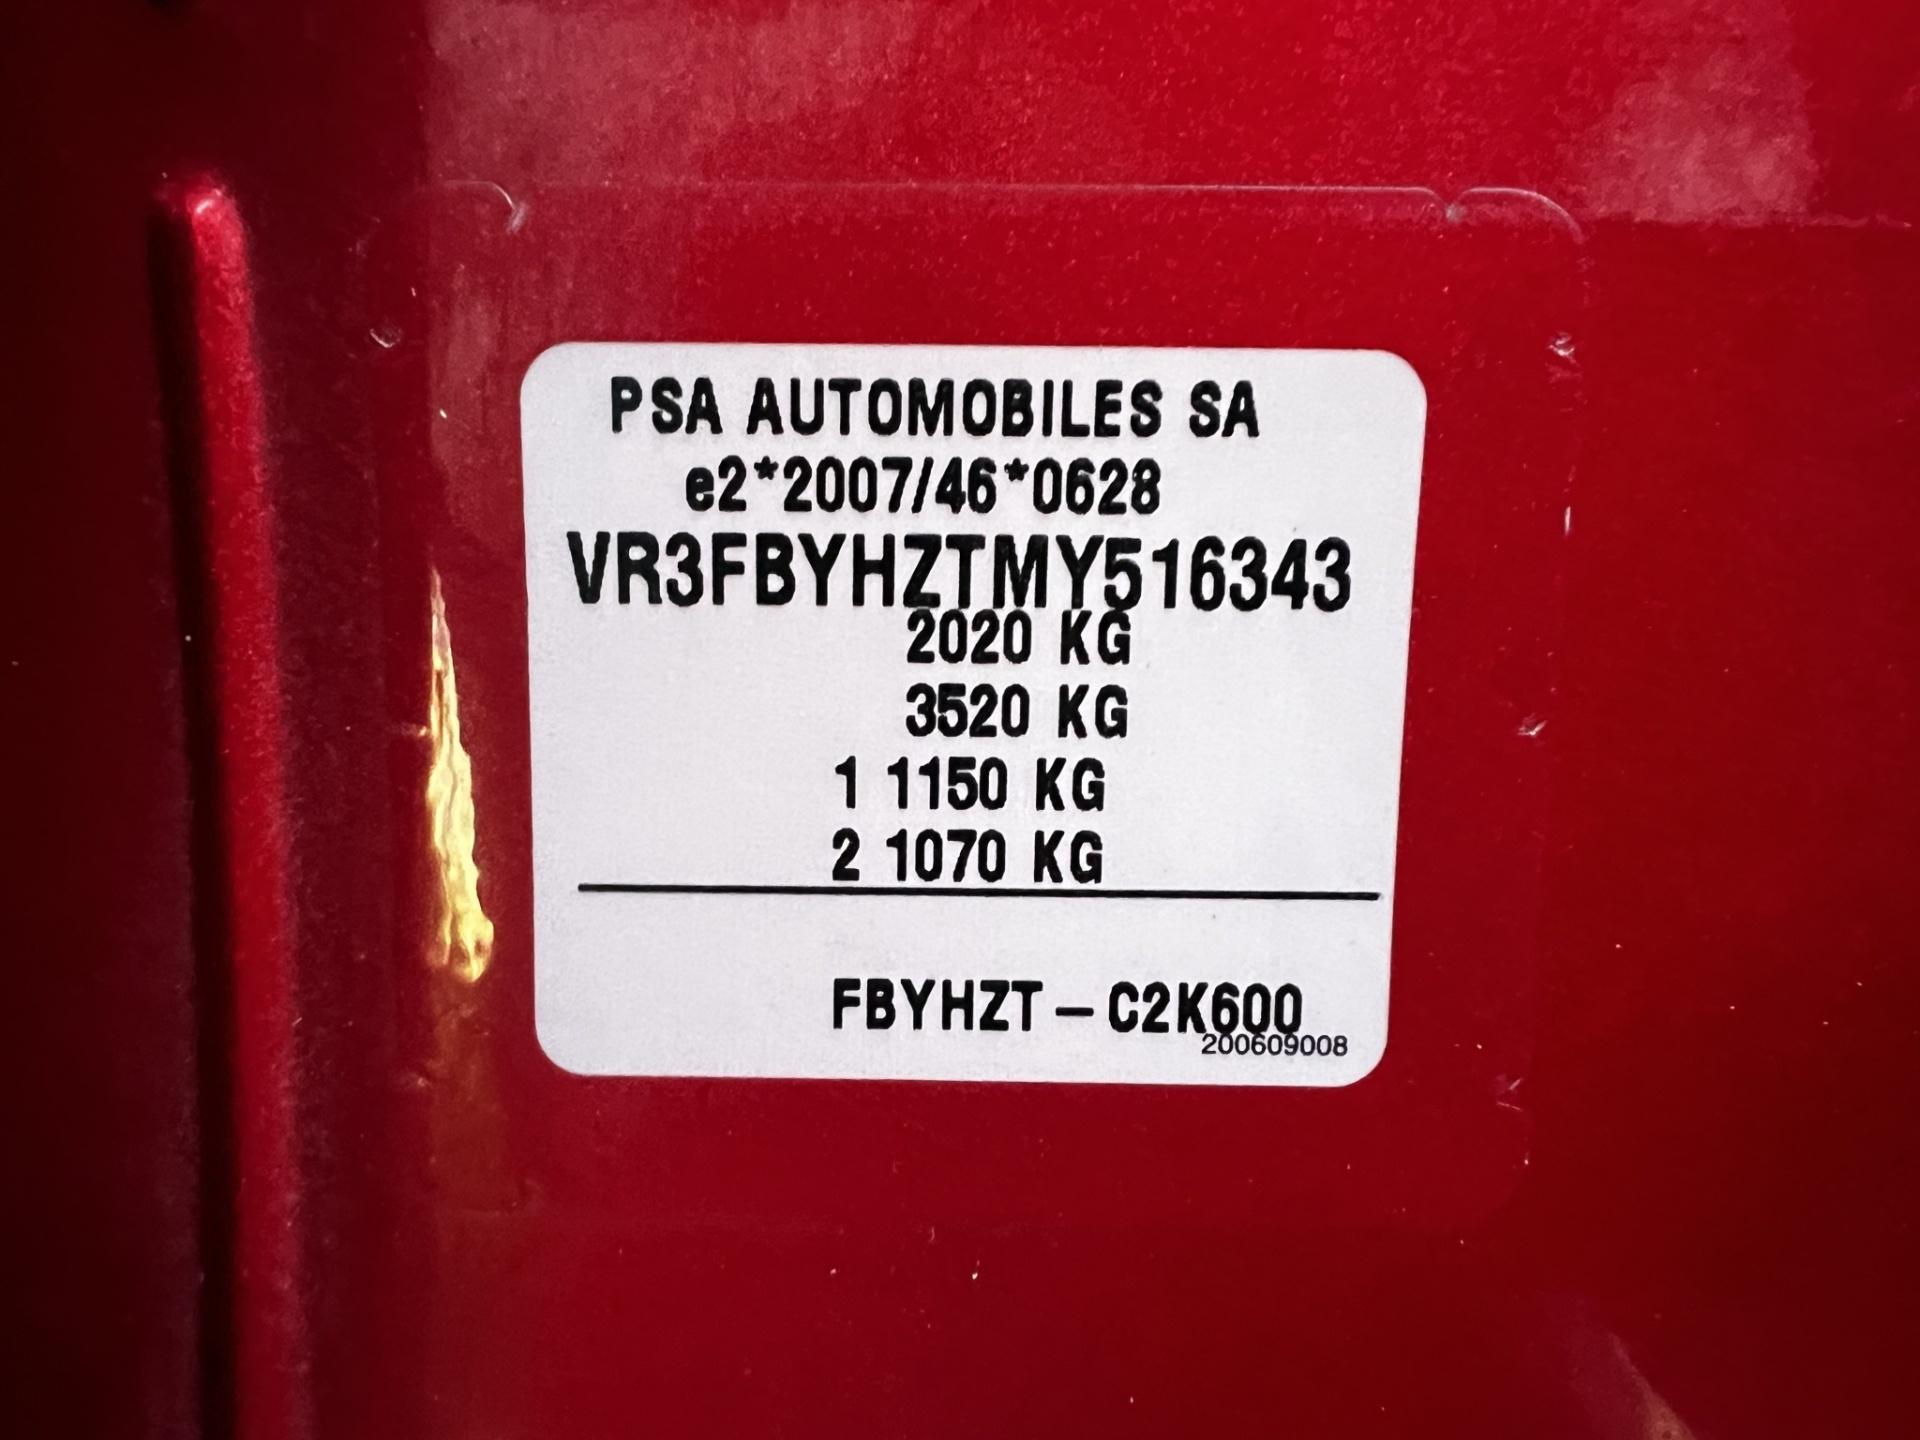 PSA AUTOMOBILES SA
e2*2007/46*0628
VR3FBYHZTMY516343
2020 KG
3520 KG
1 1150 KG
2 1070 KG
FBYHZT – C2K600
200609008